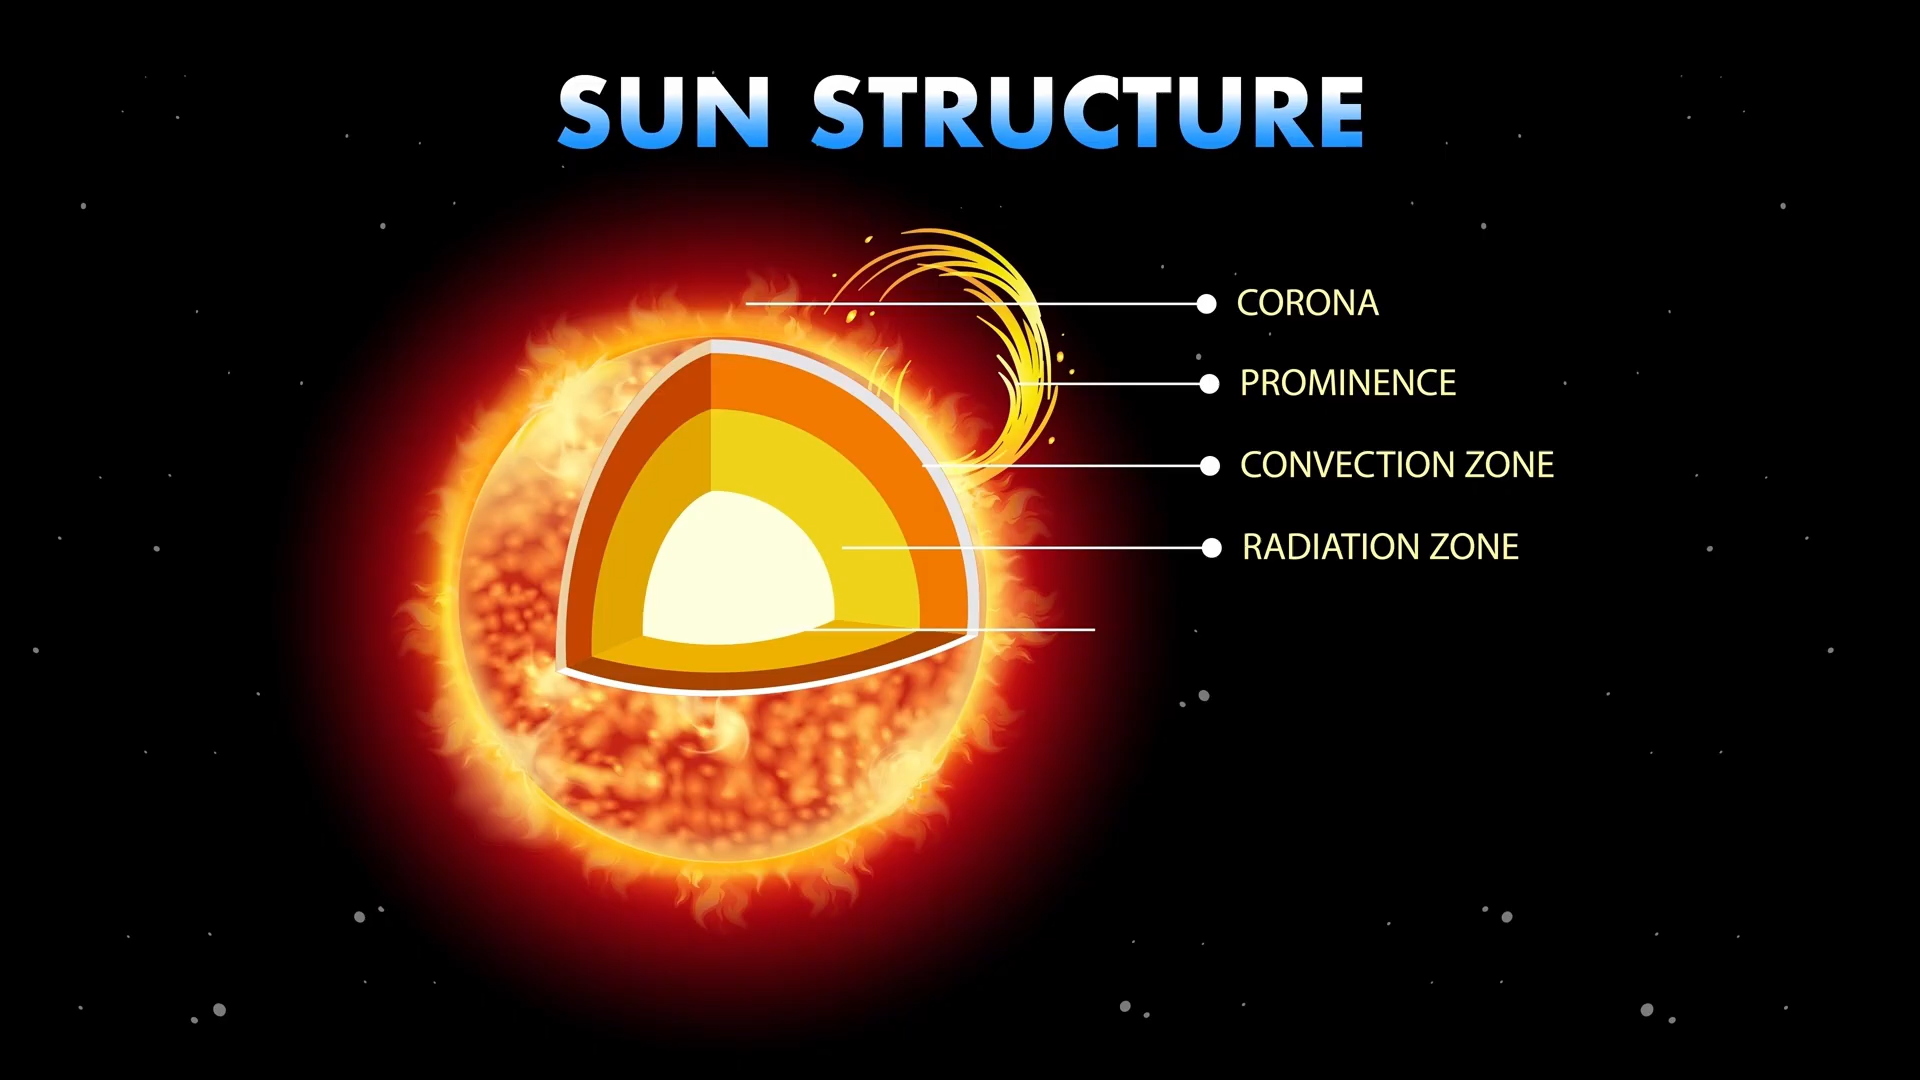 SUN STRUCTURE
CORONA
PROMINENCE
CONVECTION ZONE
RADIATION ZONE